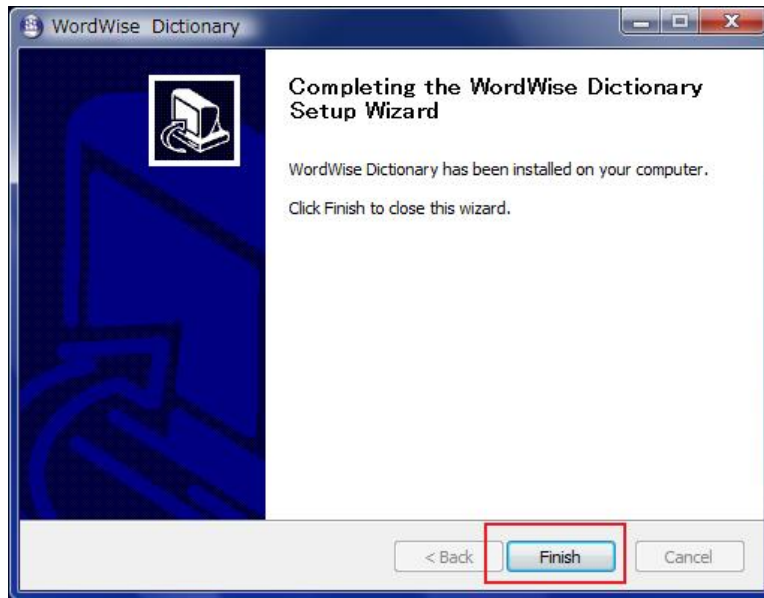 WordWise Dictionary
Completing the WordWise Dictionary
Setup Wizard
WordWise Dictionary has been installed on your computer.
Click Finish to close this wizard.
< Back Finish Cancel